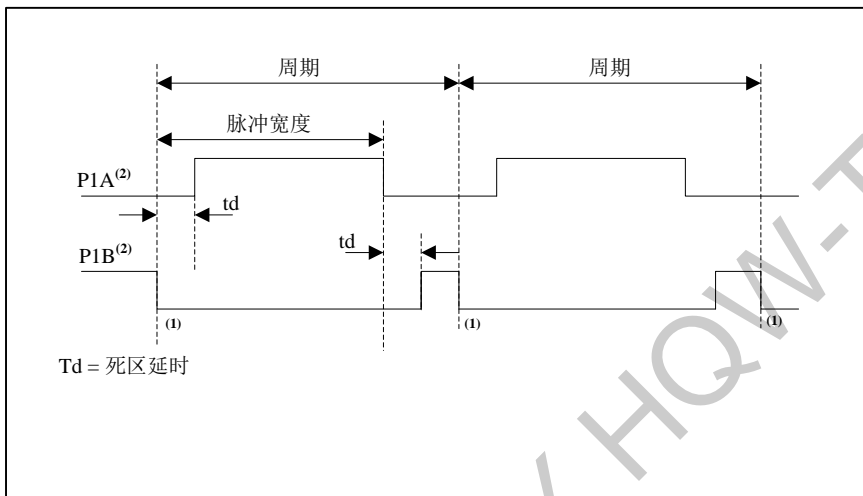 周期 周期
脉冲宽度
P1A(2)
td
td
P1B(2)
(1) (1) (1)
Td = 死区延时